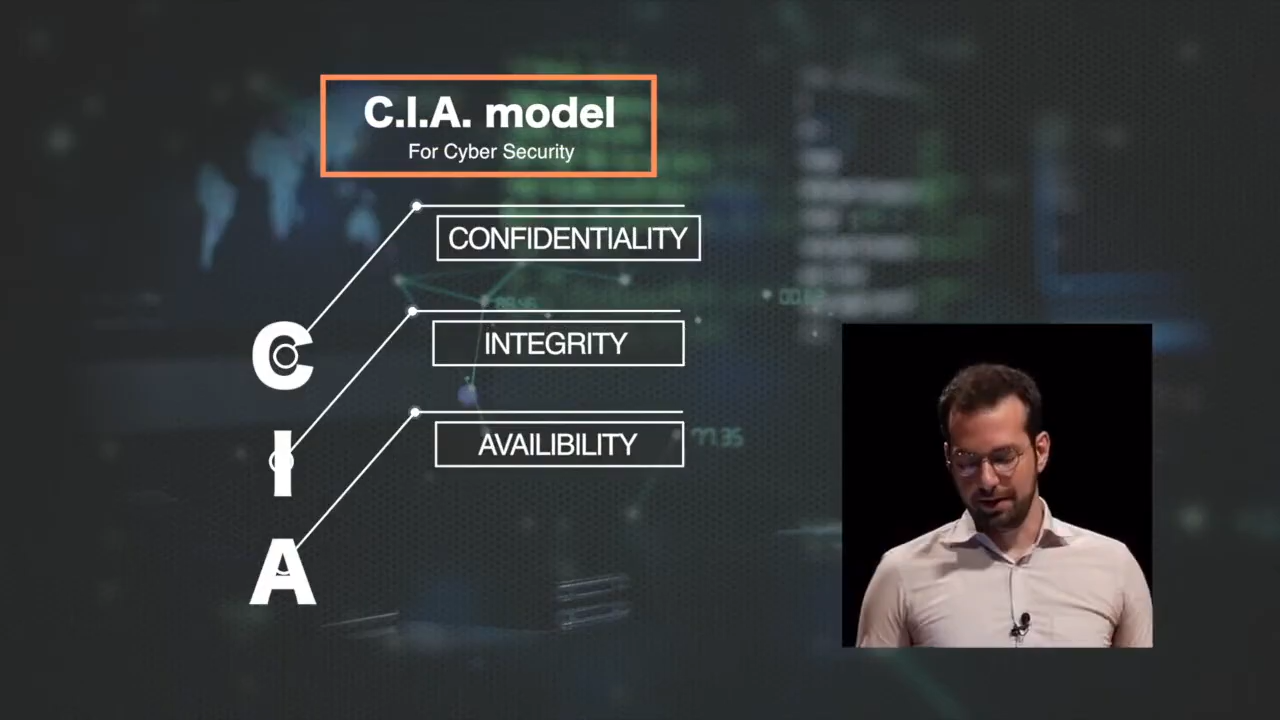 C.I.A. model
For Cyber Security
CONFIDENTIALITY
C
INTEGRITY
I
AVAILIBILITY
A